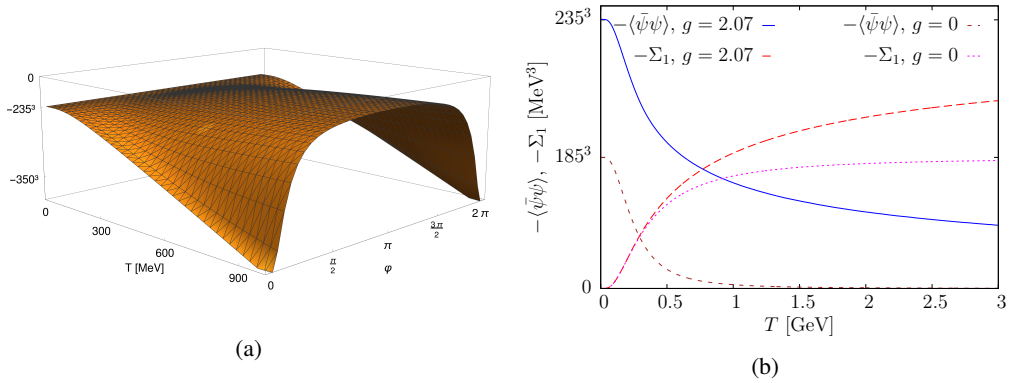 0
−235³
−350³
0
300
600
900
T [MeV]
0
π/2
π
3π/2
2 π
φ
(a)
235³
185³
0
−⟨ψ̄ψ⟩, −Σ₁ [MeV³]
−⟨ψ̄ψ⟩, g = 2.07
−⟨ψ̄ψ⟩, g = 0
−Σ₁, g = 2.07
−Σ₁, g = 0
0 0.5 1 1.5 2 2.5 3
T [GeV]
(b)